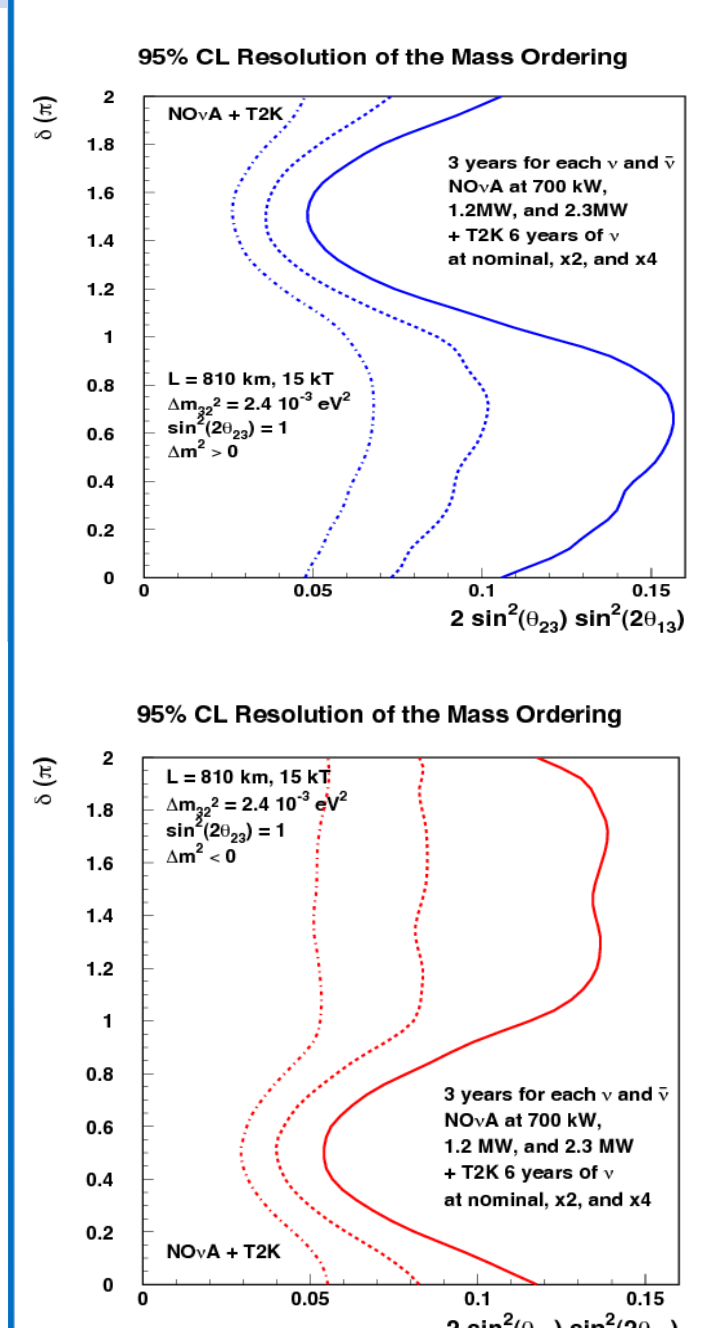 95% CL Resolution of the Mass Ordering
δ (π)
2
NOνA + T2K
1.8
3 years for each ν and ν̄
1.6
NOνA at 700 kW,
1.2MW, and 2.3MW
1.4
+ T2K 6 years of ν
at nominal, x2, and x4
1.2
1
0.8
L = 810 km, 15 kT
Δm₃₂² = 2.4 10⁻³ eV²
0.6
sin²(2θ₂₃) = 1
Δm² > 0
0.4
0.2
0
0 0.05 0.1 0.15
2 sin²(θ₂₃) sin²(2θ₁₃)
95% CL Resolution of the Mass Ordering
δ (π)
2
L = 810 km, 15 kT
1.8
Δm₃₂² = 2.4 10⁻³ eV²
sin²(2θ₂₃) = 1
1.6
Δm² < 0
1.4
1.2
1
0.8
3 years for each ν and ν̄
0.6
NOνA at 700 kW,
1.2 MW, and 2.3 MW
0.4
+ T2K 6 years of ν
at nominal, x2, and x4
0.2
NOνA + T2K
0
0 0.05 0.1 0.15
2 sin²(θ sin²(2θ